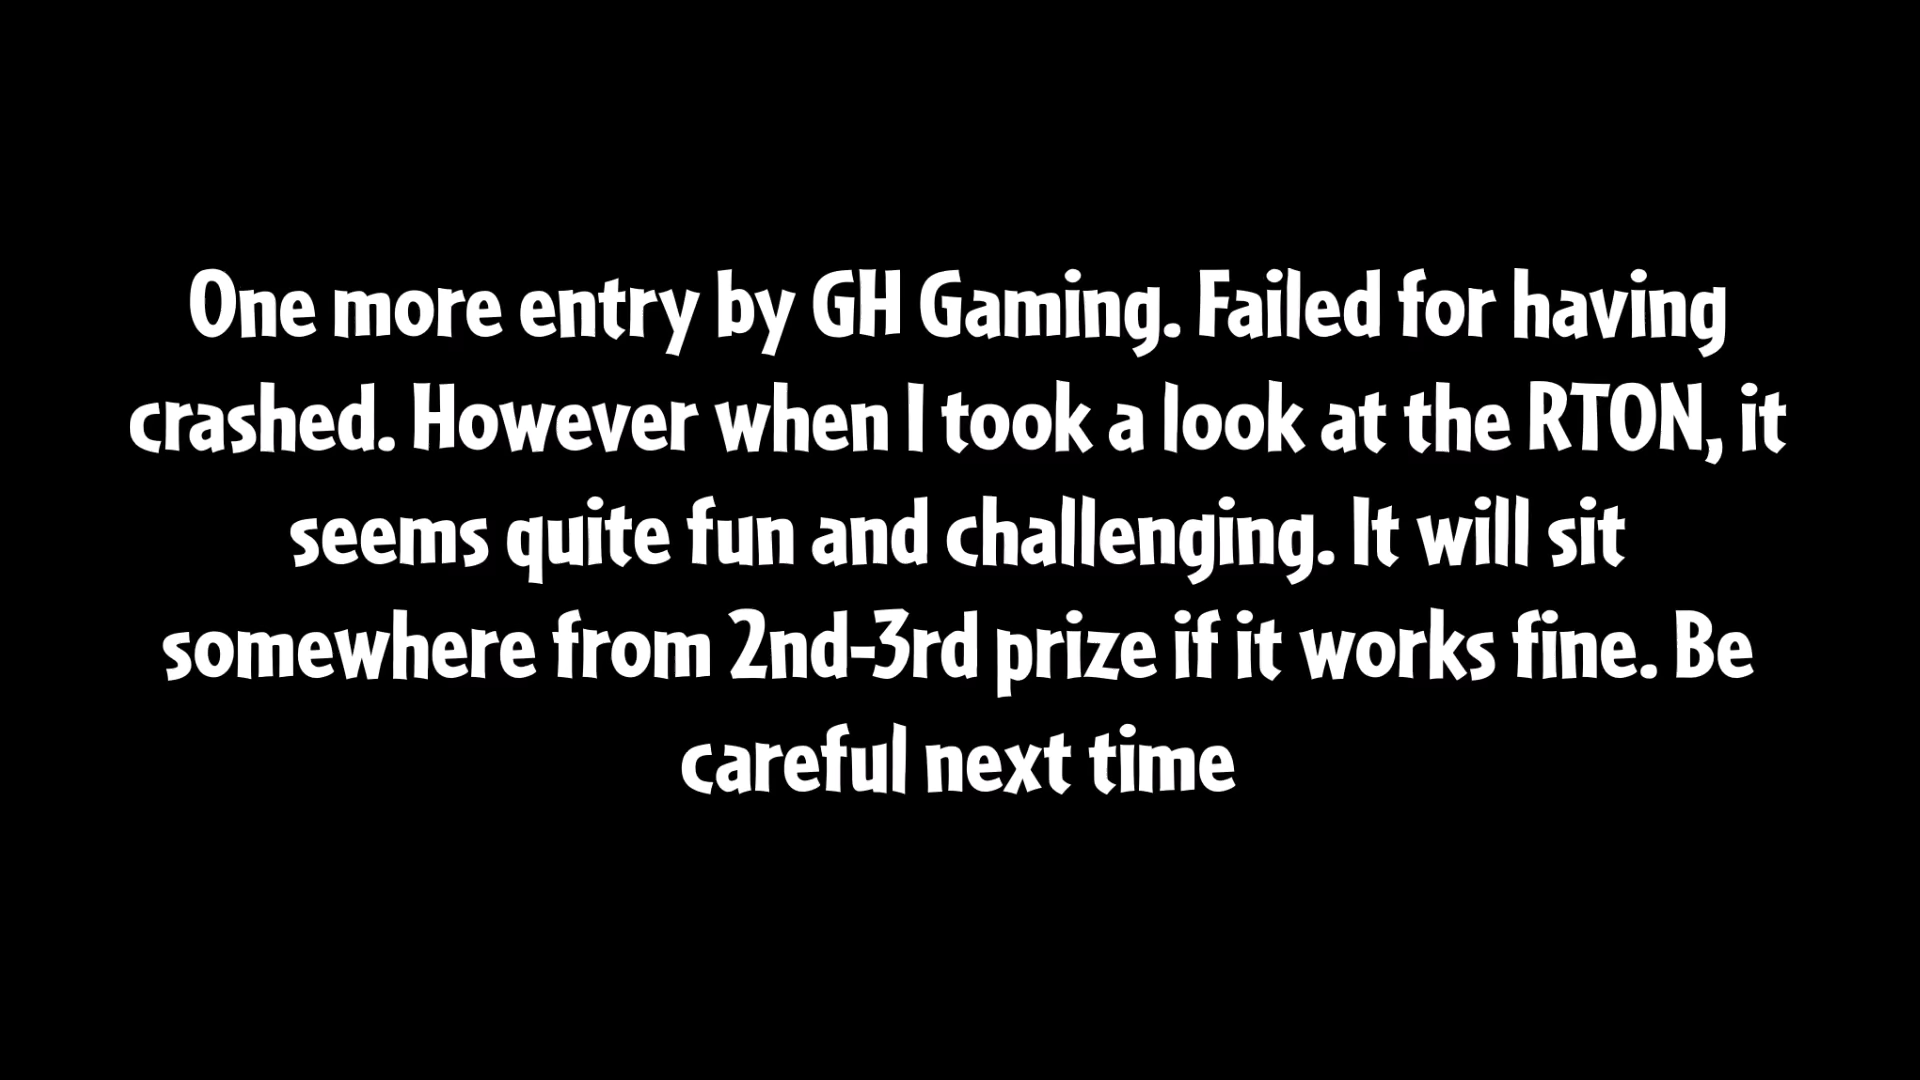 One more entry by GH Gaming. Failed for having
crashed. However when I took a look at the RTON, it
seems quite fun and challenging. It will sit
somewhere from 2nd-3rd prize if it works fine. Be
careful next time